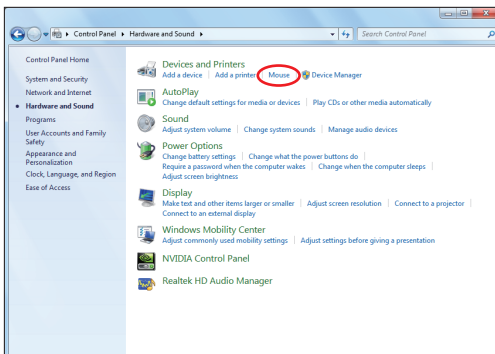 Control Panel ▸ Hardware and Sound ▸
Search Control Panel
Control Panel Home
System and Security
Network and Internet
Hardware and Sound
Programs
User Accounts and Family
Safety
Appearance and
Personalization
Clock, Language, and Region
Ease of Access
Devices and Printers
Add a device | Add a printer | Mouse | Device Manager
AutoPlay
Change default settings for media or devices | Play CDs or other media automatically
Sound
Adjust system volume | Change system sounds | Manage audio devices
Power Options
Change battery settings | Change what the power buttons do |
Require a password when the computer wakes | Change when the computer sleeps |
Adjust screen brightness
Display
Make text and other items larger or smaller | Adjust screen resolution | Connect to a projector |
Connect to an external display
Windows Mobility Center
Adjust commonly used mobility settings | Adjust settings before giving a presentation
NVIDIA Control Panel
Realtek HD Audio Manager